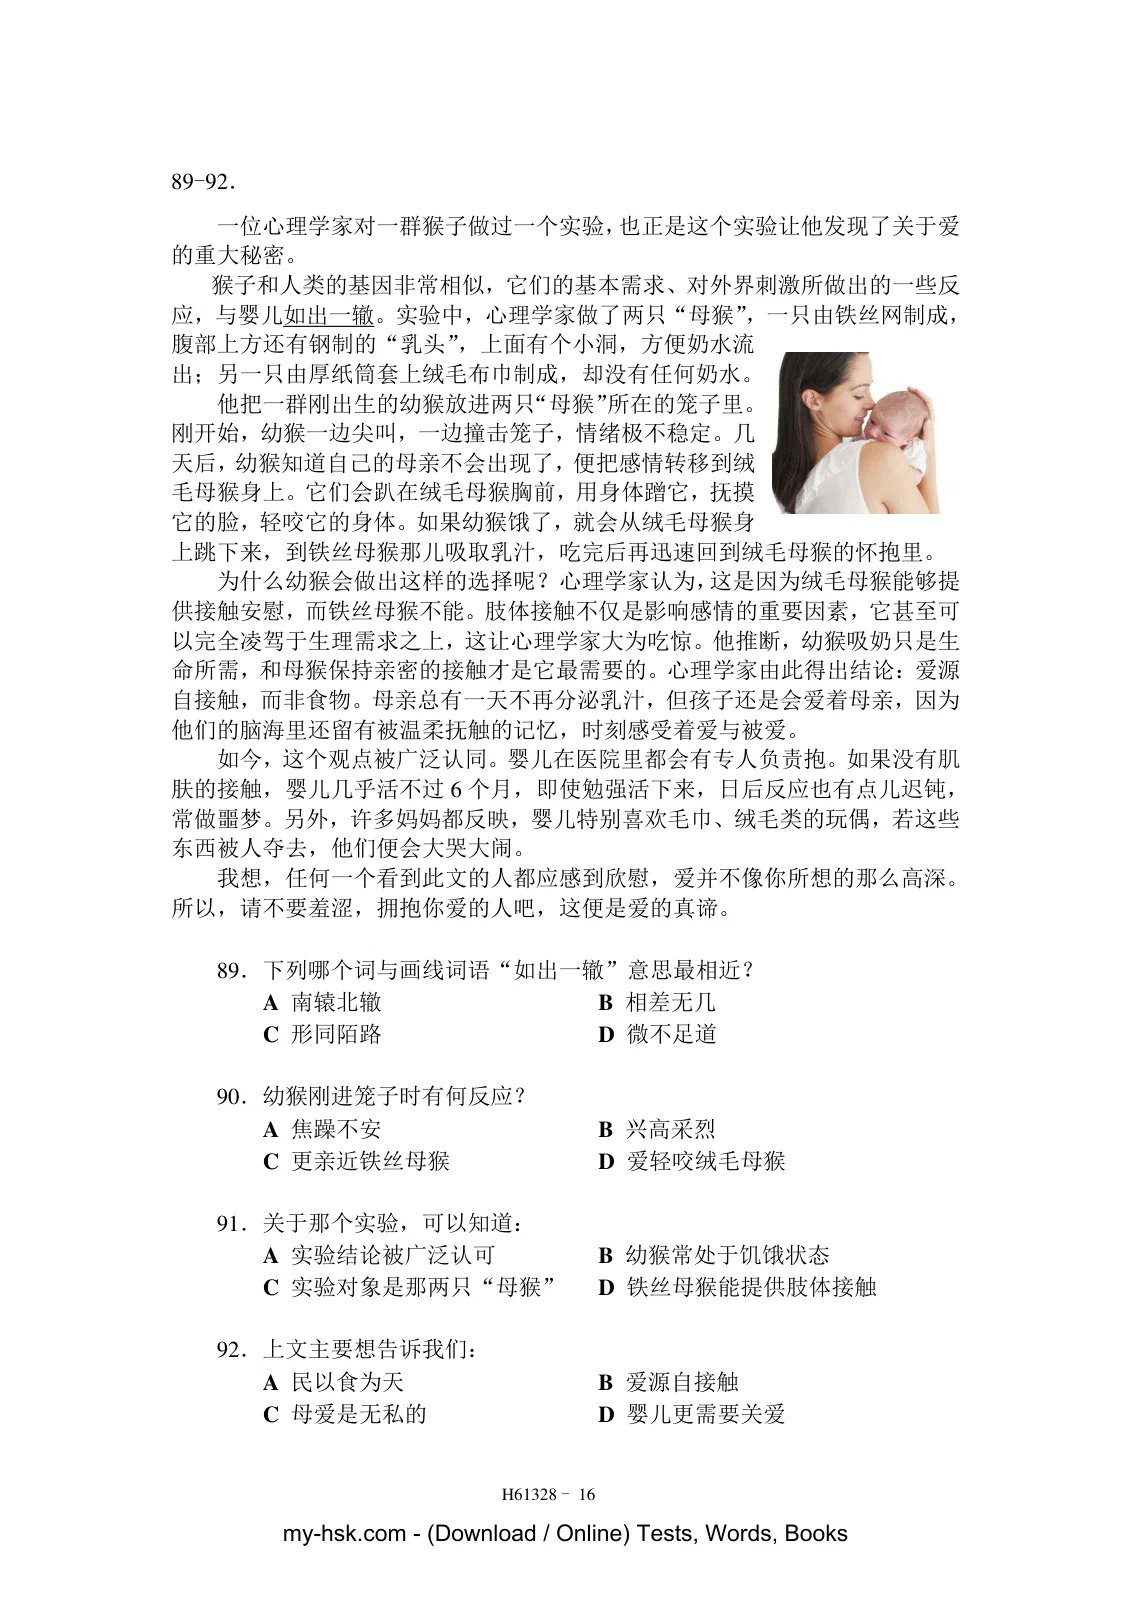 89-92.
一位心理学家对一群猴子做过一个实验，也正是这个实验让他发现了关于爱
的重大秘密。
猴子和人类的基因非常相似，它们的基本需求、对外界刺激所做出的一些反
应，与婴儿如出一辙。实验中，心理学家做了两只“母猴”，一只由铁丝网制成，
腹部上方还有钢制的“乳头”，上面有个小洞，方便奶水流
出；另一只由厚纸筒套上绒毛布巾制成，却没有任何奶水。
他把一群刚出生的幼猴放进两只“母猴”所在的笼子里。
刚开始，幼猴一边尖叫，一边撞击笼子，情绪极不稳定。几
天后，幼猴知道自己的母亲不会出现了，便把感情转移到绒
毛母猴身上。它们会趴在绒毛母猴胸前，用身体蹭它，抚摸
它的脸，轻咬它的身体。如果幼猴饿了，就会从绒毛母猴身
上跳下来，到铁丝母猴那儿吸取乳汁，吃完后再迅速回到绒毛母猴的怀抱里。
为什么幼猴会做出这样的选择呢？心理学家认为，这是因为绒毛母猴能够提
供接触安慰，而铁丝母猴不能。肢体接触不仅是影响感情的重要因素，它甚至可
以完全凌驾于生理需求之上，这让心理学家大为吃惊。他推断，幼猴吸奶只是生
命所需，和母猴保持亲密的接触才是它最需要的。心理学家由此得出结论：爱源
自接触，而非食物。母亲总有一天不再分泌乳汁，但孩子还是会爱着母亲，因为
他们的脑海里还留有被温柔抚触的记忆，时刻感受着爱与被爱。
如今，这个观点被广泛认同。婴儿在医院里都会有专人负责抱。如果没有肌
肤的接触，婴儿几乎活不过 6 个月，即使勉强活下来，日后反应也有点儿迟钝，
常做噩梦。另外，许多妈妈都反映，婴儿特别喜欢毛巾、绒毛类的玩偶，若这些
东西被人夺去，他们便会大哭大闹。
我想，任何一个看到此文的人都应感到欣慰，爱并不像你所想的那么高深。
所以，请不要羞涩，拥抱你爱的人吧，这便是爱的真谛。
89．下列哪个词与画线词语“如出一辙”意思最相近？
A 南辕北辙 B 相差无几
C 形同陌路 D 微不足道
90．幼猴刚进笼子时有何反应？
A 焦躁不安 B 兴高采烈
C 更亲近铁丝母猴 D 爱轻咬绒毛母猴
91．关于那个实验，可以知道：
A 实验结论被广泛认可 B 幼猴常处于饥饿状态
C 实验对象是那两只“母猴” D 铁丝母猴能提供肢体接触
92．上文主要想告诉我们：
A 民以食为天 B 爱源自接触
C 母爱是无私的 D 婴儿更需要关爱
H61328 - 16
my-hsk.com - (Download / Online) Tests, Words, Books